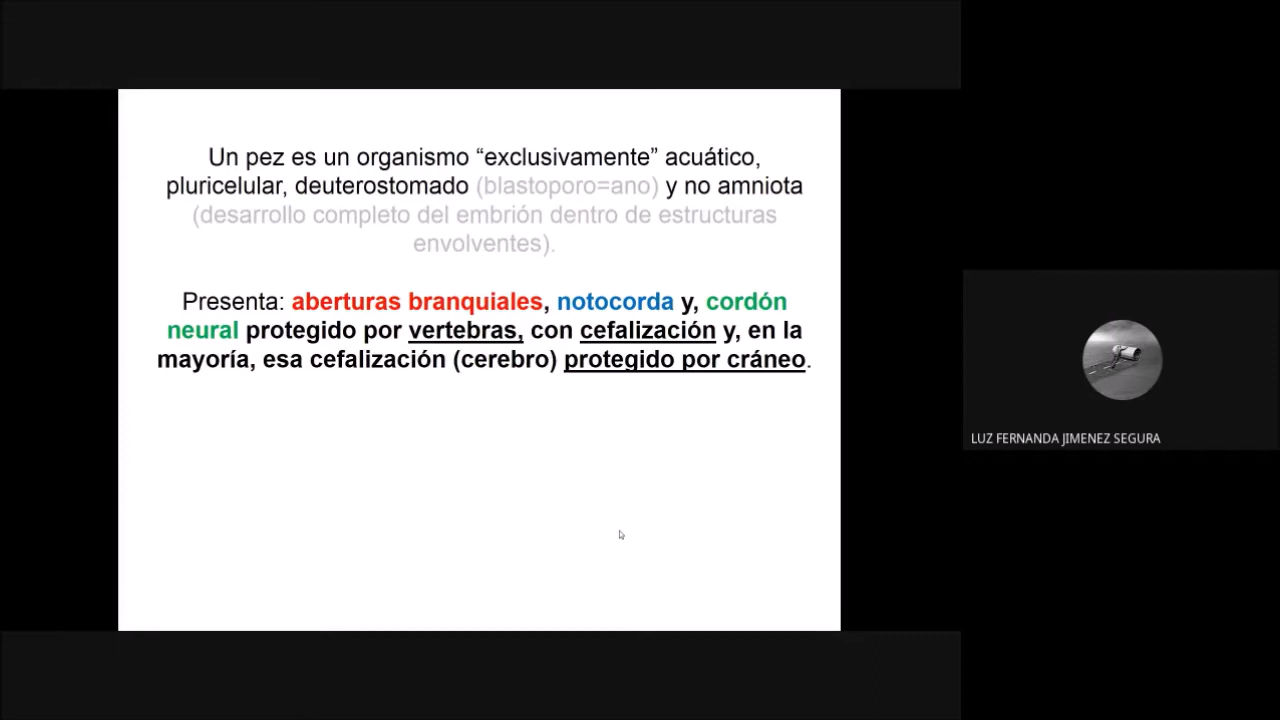 Un pez es un organismo “exclusivamente” acuático,
pluricelular, deuterostomado (blastoporo=ano) y no amniota
(desarrollo completo del embrión dentro de estructuras
envolventes).
Presenta: aberturas branquiales, notocorda y, cordón
neural protegido por vertebras, con cefalización y, en la
mayoría, esa cefalización (cerebro) protegido por cráneo.
LUZ FERNANDA JIMENEZ SEGURA